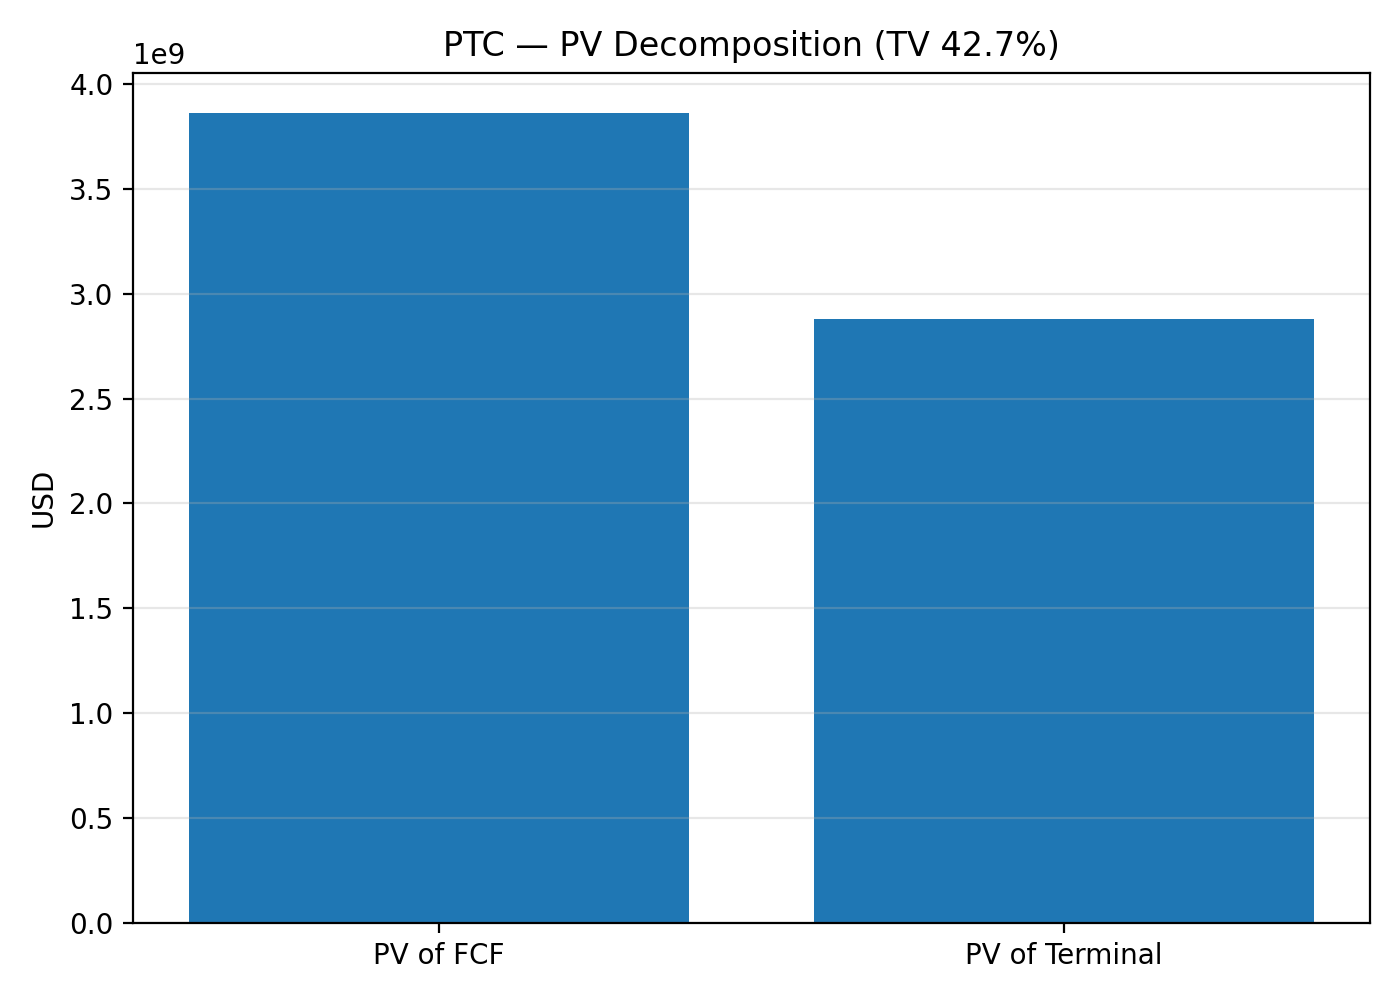 PTC — PV Decomposition (TV 42.7%)
1e9
4.0
3.5
3.0
2.5
2.0
1.5
1.0
0.5
0.0
USD
PV of FCF
PV of Terminal